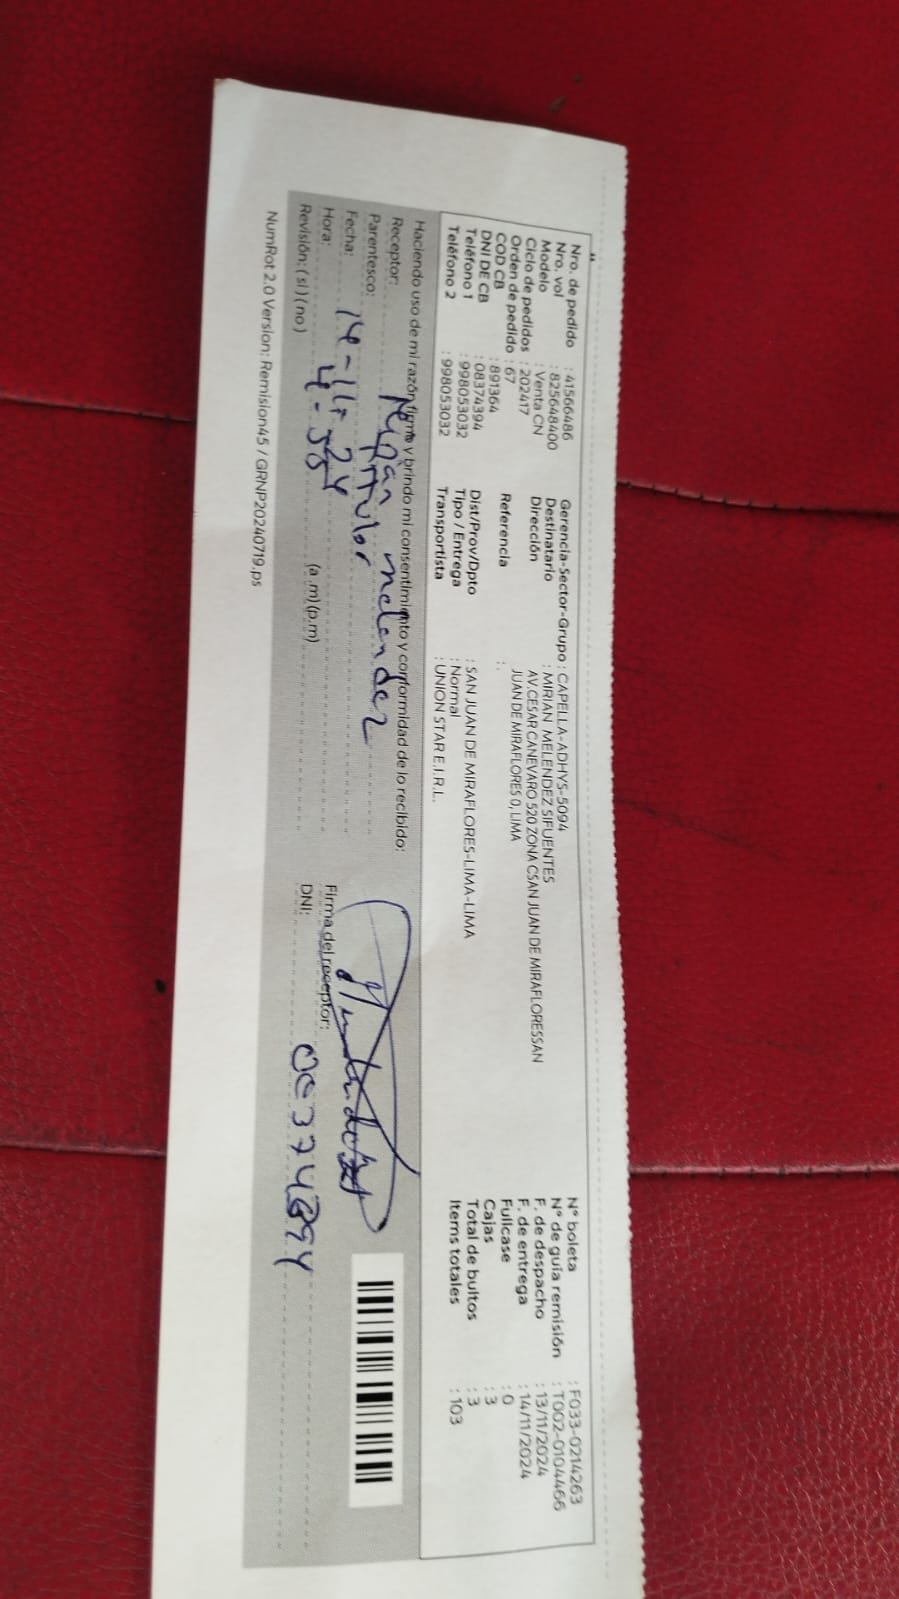 Nro. de pedido : 41566486
Nro. vol : 825648400
Modelo : Venta CN
Ciclo de pedidos : 202417
Orden de pedido : 67
COD CB : 891364
DNI DE CB : 08374394
Teléfono 1 : 998053032
Teléfono 2 : 998053032
Gerencia-Sector-Grupo : CAPELLA-ADHYS-5094
Destinatario : MIRIAN MELENDEZ SIFUENTES
Dirección AV.CESAR CANEVARO 520 ZONA CSAN JUAN DE MIRAFLORESSAN
JUAN DE MIRAFLORES 0, LIMA
Referencia : .
Dist/Prov/Dpto : SAN JUAN DE MIRAFLORES-LIMA-LIMA
Tipo / Entrega : Normal
Transportista : UNION STAR E.I.R.L.
N° boleta : F033-0214263
N° de guía remisión : T002-0104466
F. de despacho : 13/11/2024
F. de entrega : 14/11/2024
Fullcase : 0
Cajas : 3
Total de bultos : 3
Items totales : 103
Haciendo uso de mi razón firmo y brindo mi consentimiento y conformidad de lo recibido:
Receptor: melendez
Parentesco: titular
Fecha: 14-11-24
Hora: 4-58 (a.m)(p.m)
Revisión: (si)(no)
Firma del receptor:
DNI:
NumRot 2.0 Version: Remision45 / GRNP20240719.ps